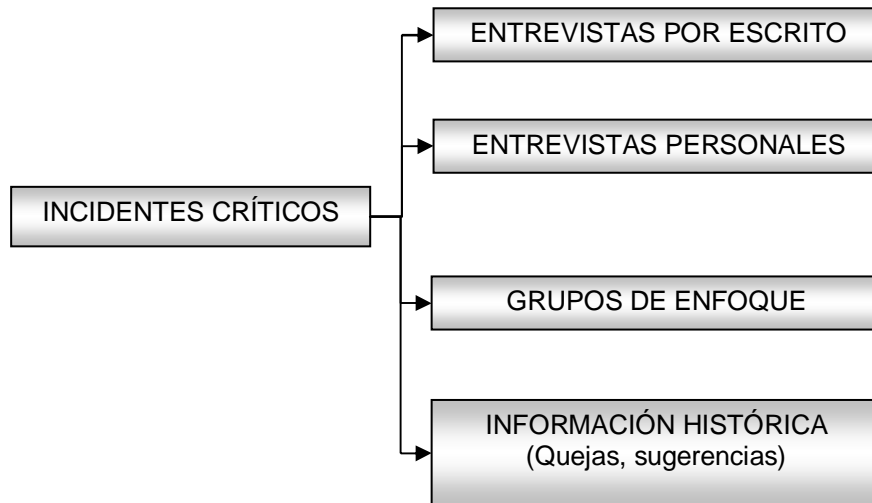 ENTREVISTAS POR ESCRITO
ENTREVISTAS PERSONALES
INCIDENTES CRÍTICOS
GRUPOS DE ENFOQUE
INFORMACIÓN HISTÓRICA
(Quejas, sugerencias)